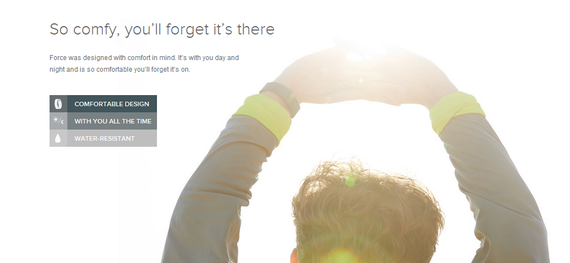 So comfy, you'll forget it's there
Force was designed with comfort in mind. It's with you day and
night and is so comfortable you'll forget it's on.
COMFORTABLE DESIGN
WITH YOU ALL THE TIME
WATER-RESISTANT